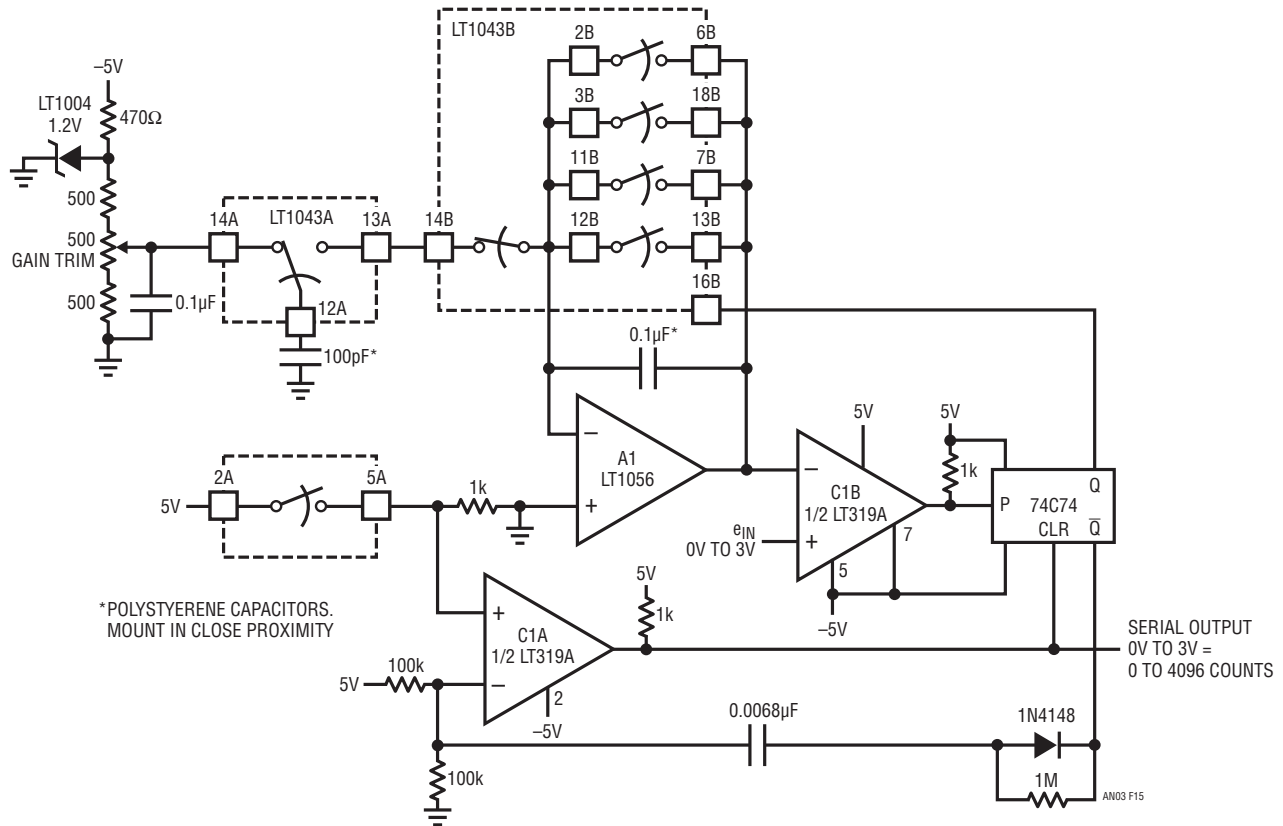 LT1043B
2B
6B
–5V
LT1004
1.2V
470Ω
3B
18B
11B
7B
500
14A
LT1043A
13A
14B
12B
13B
500
GAIN TRIM
16B
500
0.1µF
12A
0.1µF*
100pF*
5V
5V
–
A1
LT1056
+
1k
2A
5A
5V
1k
–
C1B
1/2 LT319A
+
7
5
P
74C74
CLR
Q
Q̅
eIN
0V TO 3V
–5V
*POLYSTYERENE CAPACITORS.
MOUNT IN CLOSE PROXIMITY
5V
1k
+
C1A
1/2 LT319A
–
2
–5V
SERIAL OUTPUT
0V TO 3V =
0 TO 4096 COUNTS
5V
100k
0.0068µF
1N4148
100k
1M
AN03 F15